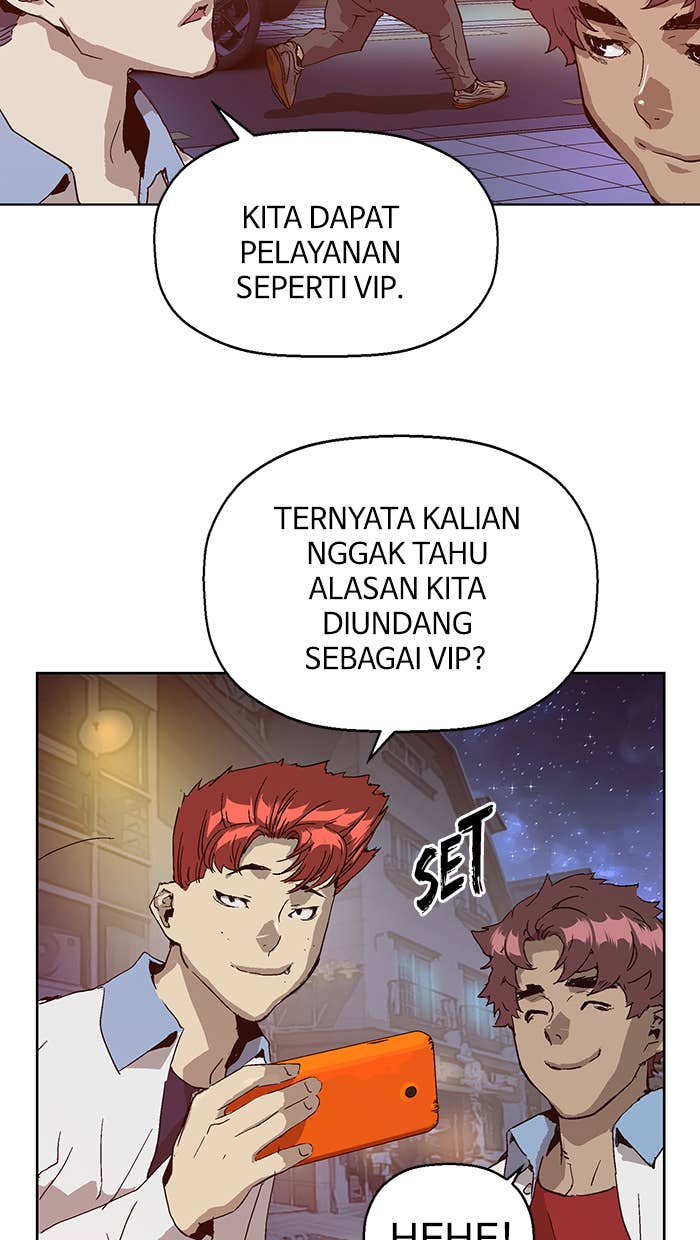 KITA DAPAT
PELAYANAN
SEPERTI VIP.
TERNYATA KALIAN
NGGAK TAHU
ALASAN KITA
DIUNDANG
SEBAGAI VIP?
SET
HEHE!